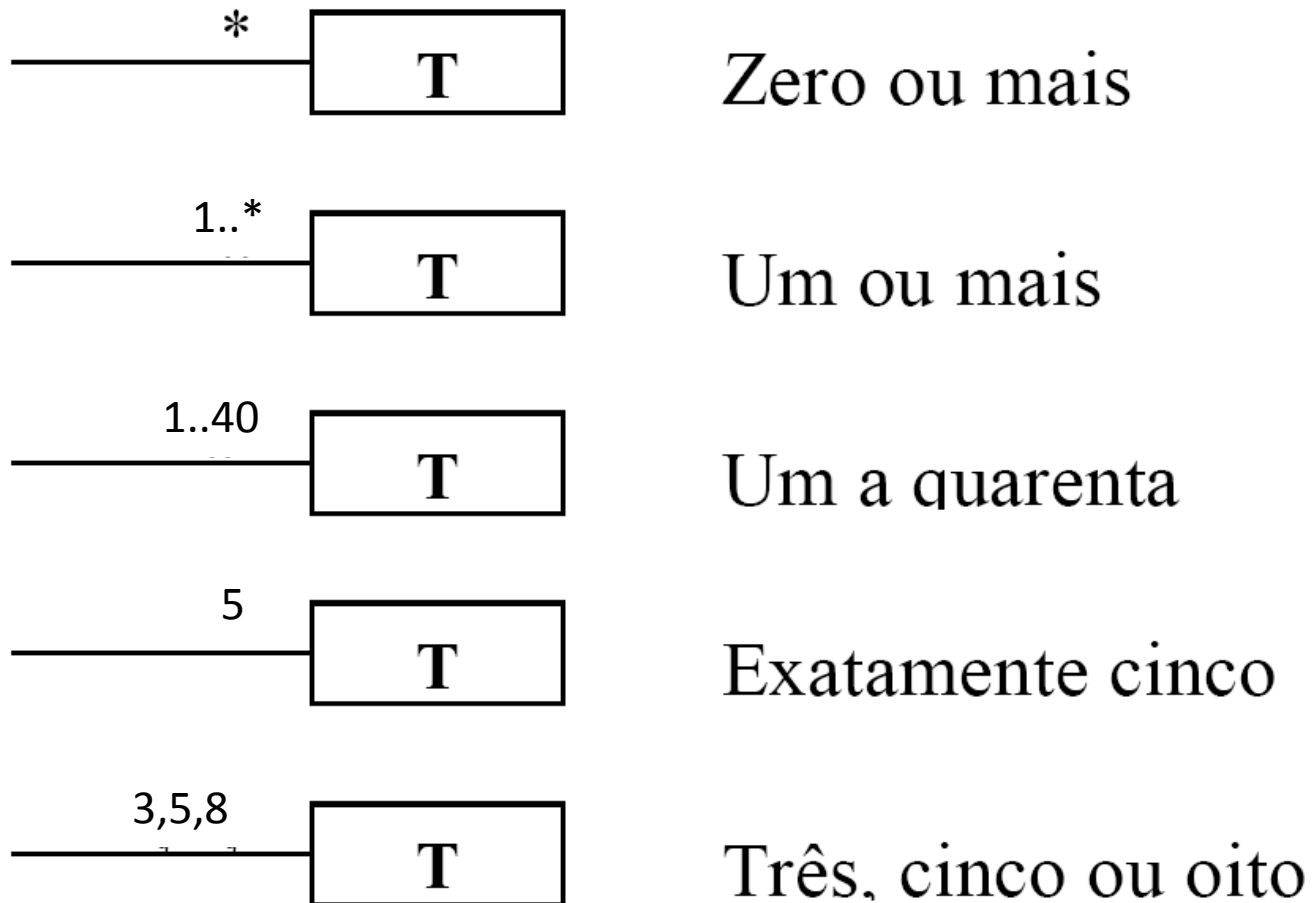 *
T Zero ou mais
1..*
T Um ou mais
1..40
T Um a quarenta
5
T Exatamente cinco
3,5,8
T Três, cinco ou oito